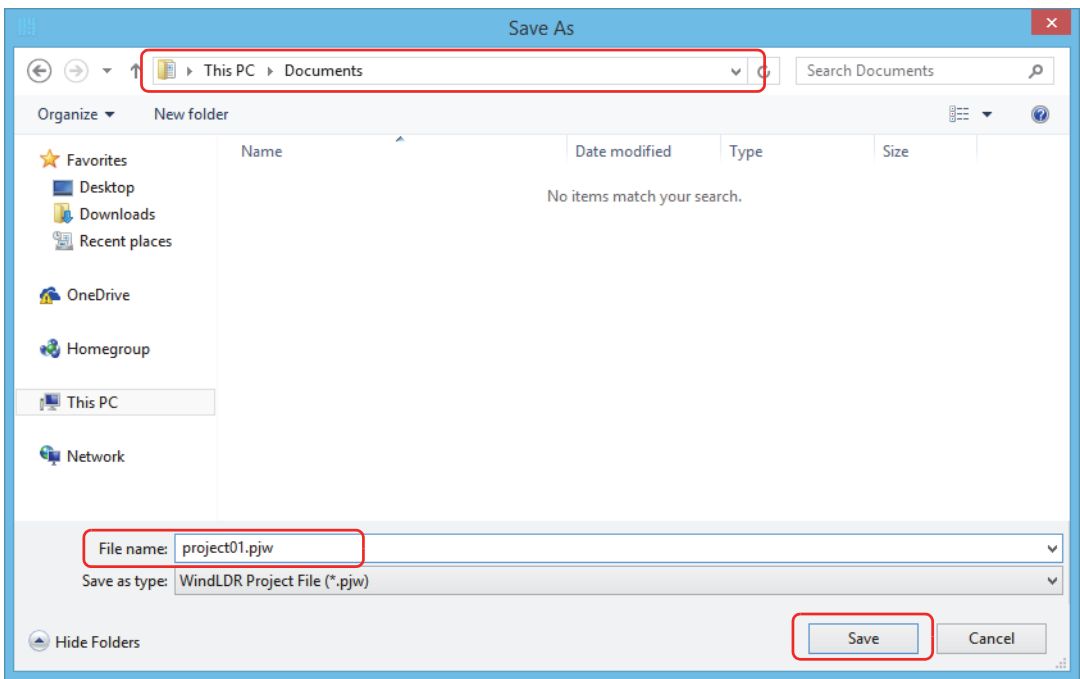 Save As
This PC Documents
Search Documents
Organize New folder
Name Date modified Type Size
No items match your search.
Favorites
Desktop
Downloads
Recent places
OneDrive
Homegroup
This PC
Network
File name: project01.pjw
Save as type: WindLDR Project File (*.pjw)
Hide Folders
Save Cancel